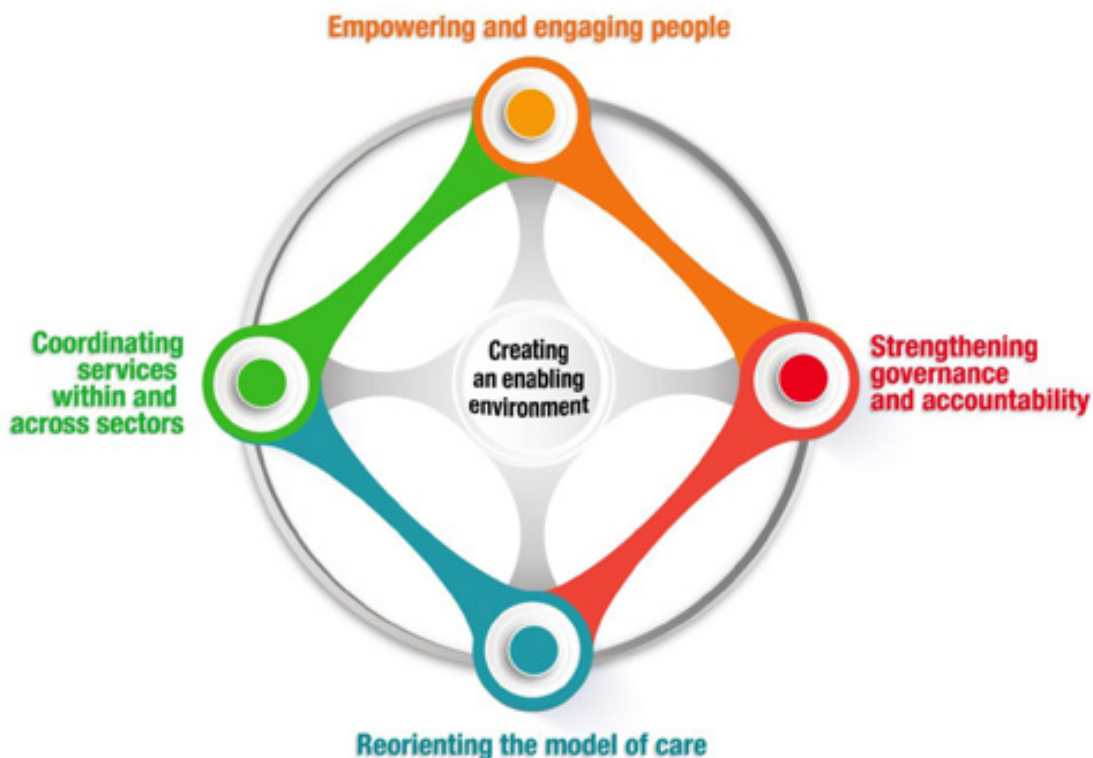 Empowering and engaging people
Coordinating
services
within and
across sectors
Creating
an enabling
environment
Strengthening
governance
and accountability
Reorienting the model of care